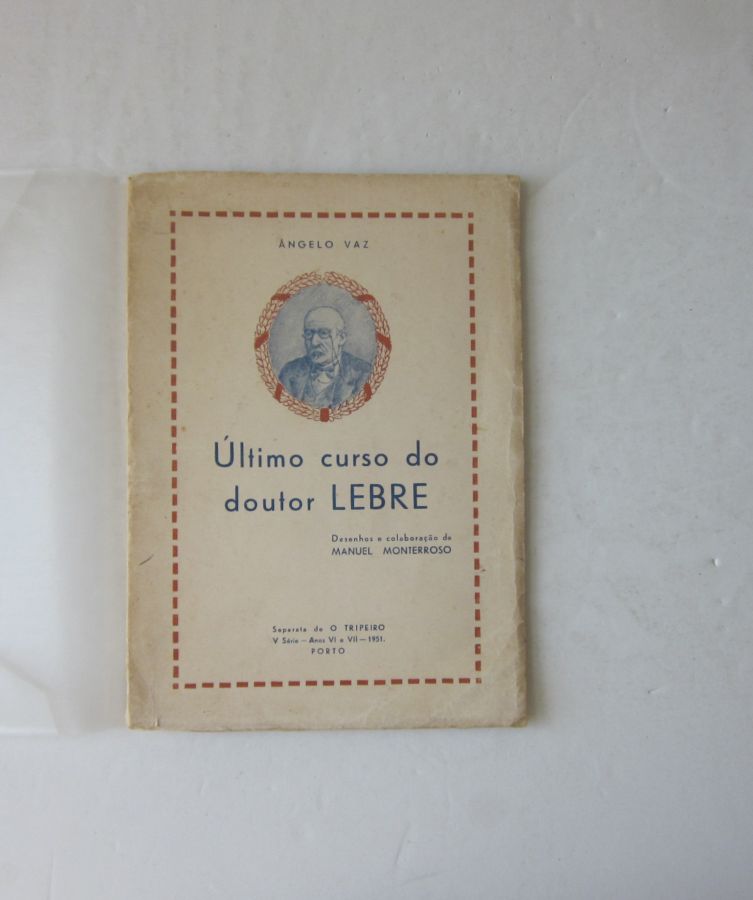 ÂNGELO VAZ
Último curso do
doutor LEBRE
Desenhos e colaboração de
MANUEL MONTERROSO
Separata de O TRIPEIRO
V Série — Anos VI e VII — 1951.
PORTO